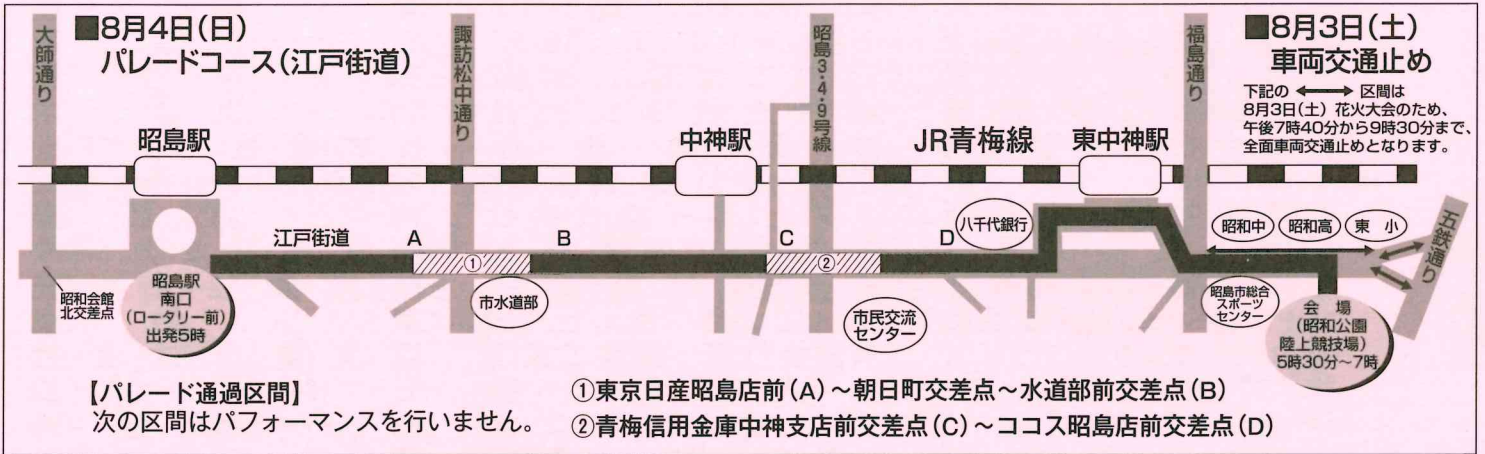 ■8月4日(日)
パレードコース(江戸街道)
■8月3日(土)
車両交通止め
下記の ⟷ 区間は
8月3日(土) 花火大会のため、
午後7時40分から9時30分まで、
全面車両交通止めとなります。
大師通り
諏訪松中通り
昭島3・4・9号線
福島通り
昭島駅
中神駅
JR青梅線
東中神駅
江戸街道
A
①
B
C
②
D
八千代銀行
昭和中
昭和高
東 小
五鉄通り
昭和会館
北交差点
昭島駅
南口
(ロータリー前)
出発5時
市水道部
市民交流
センター
昭島市総合
スポーツ
センター
会 場
(昭和公園
陸上競技場)
5時30分~7時
【パレード通過区間】
次の区間はパフォーマンスを行いません。
①東京日産昭島店前(A)~朝日町交差点~水道部前交差点(B)
②青梅信用金庫中神支店前交差点(C)~ココス昭島店前交差点(D)